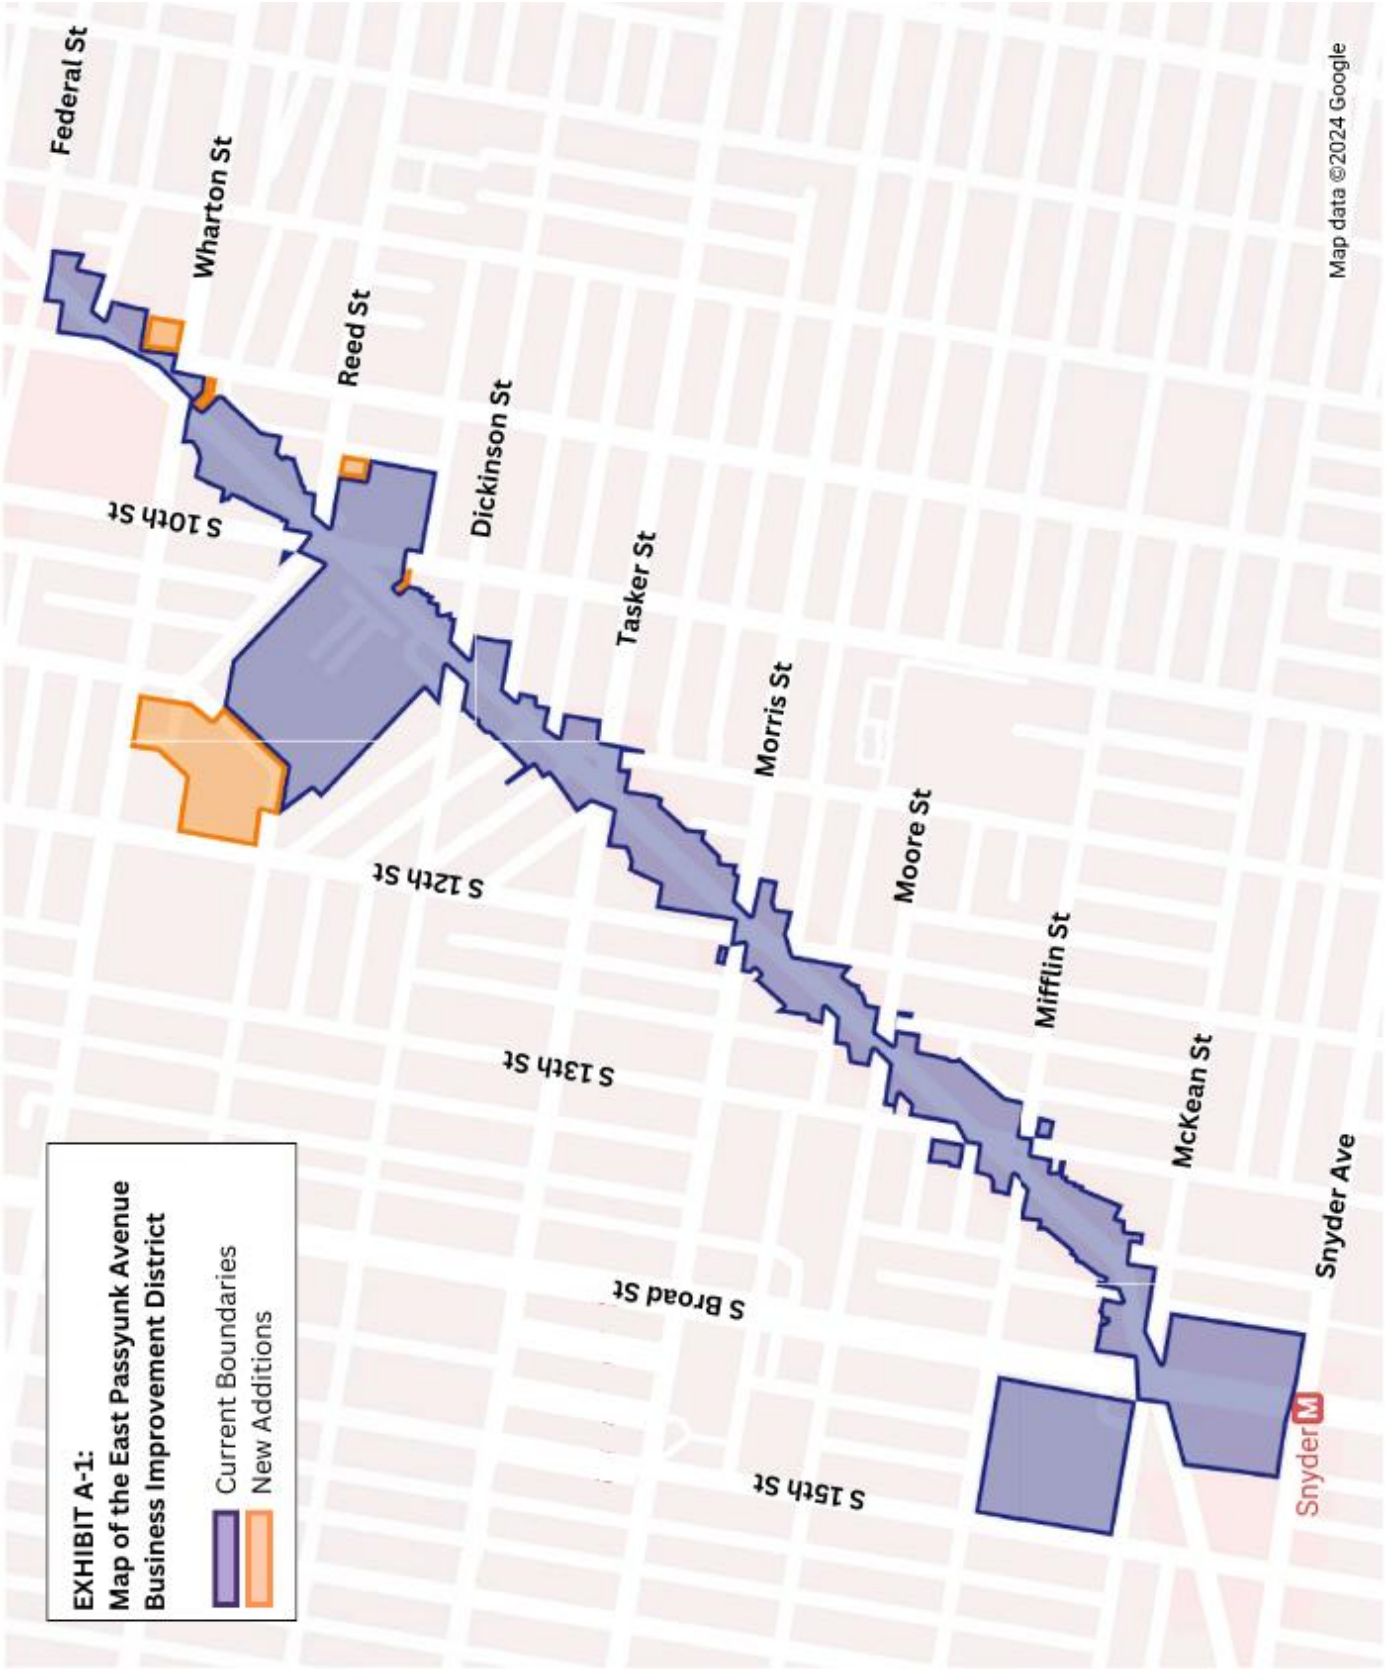 EXHIBIT A-1:
Map of the East Passyunk Avenue
Business Improvement District
Current Boundaries
New Additions
Federal St
Wharton St
Reed St
Dickinson St
Tasker St
Morris St
Moore St
Mifflin St
McKean St
Snyder Ave
S 10th St
S 12th St
S 13th St
S Broad St
S 15th St
Snyder M
Map data ©2024 Google